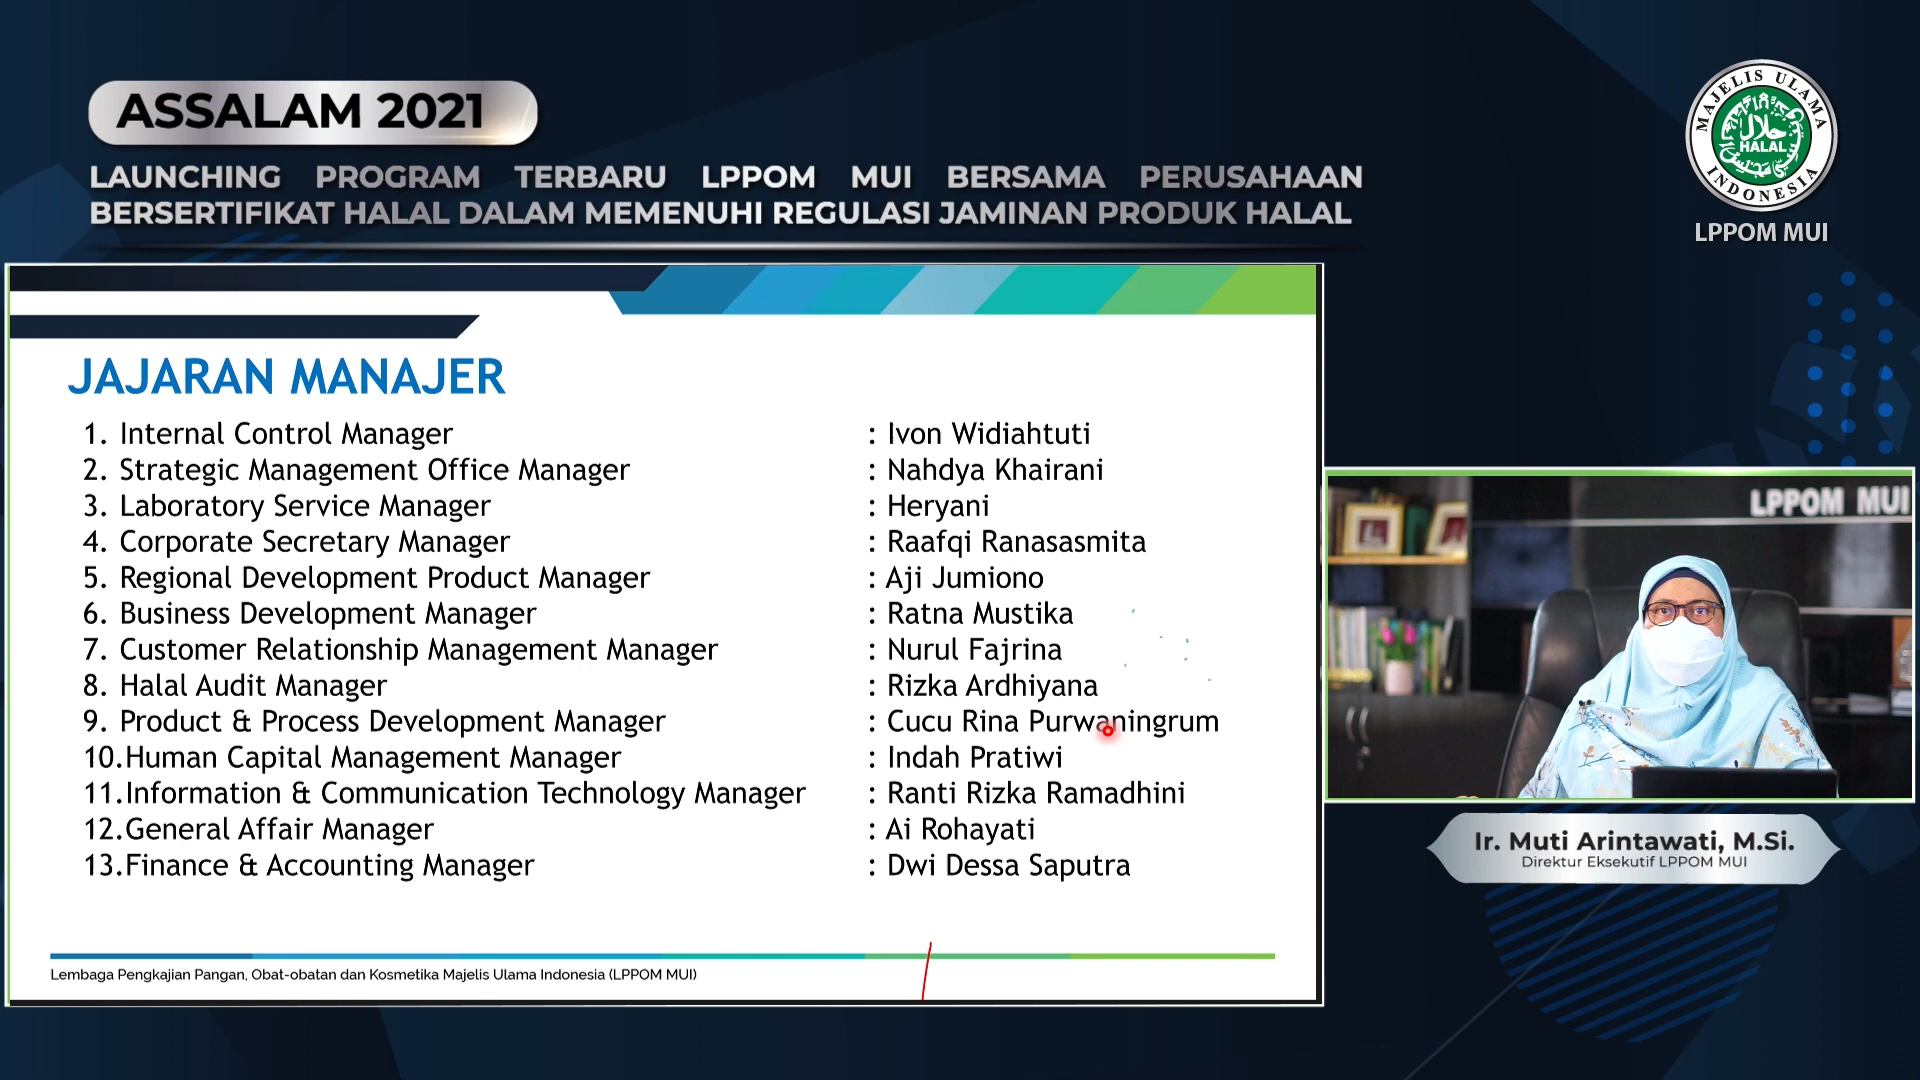 ASSALAM 2021
LAUNCHING PROGRAM TERBARU LPPOM MUI BERSAMA PERUSAHAAN
BERSERTIFIKAT HALAL DALAM MEMENUHI REGULASI JAMINAN PRODUK HALAL
MAJELIS ULAMA
حلال
HALAL
INDONESIA
LPPOM MUI
JAJARAN MANAJER
1. Internal Control Manager : Ivon Widiahtuti
2. Strategic Management Office Manager : Nahdya Khairani
3. Laboratory Service Manager : Heryani
4. Corporate Secretary Manager : Raafqi Ranasasmita
5. Regional Development Product Manager : Aji Jumiono
6. Business Development Manager : Ratna Mustika
7. Customer Relationship Management Manager : Nurul Fajrina
8. Halal Audit Manager : Rizka Ardhiyana
9. Product & Process Development Manager : Cucu Rina Purwaningrum
10.Human Capital Management Manager : Indah Pratiwi
11.Information & Communication Technology Manager : Ranti Rizka Ramadhini
12.General Affair Manager : Ai Rohayati
13.Finance & Accounting Manager : Dwi Dessa Saputra
Lembaga Pengkajian Pangan, Obat-obatan dan Kosmetika Majelis Ulama Indonesia (LPPOM MUI)
LPPOM MUI
Ir. Muti Arintawati, M.Si.
Direktur Eksekutif LPPOM MUI